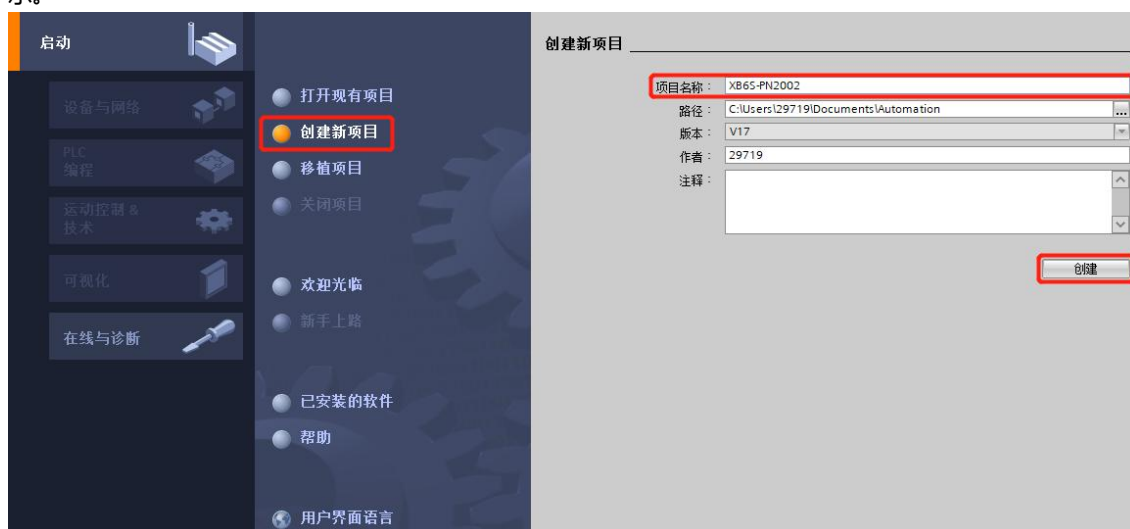 启动
设备与网络
PLC
编程
运动控制 &
技术
可视化
在线与诊断
打开现有项目
创建新项目
移植项目
关闭项目
欢迎光临
新手上路
已安装的软件
帮助
用户界面语言
创建新项目
项目名称： XB6S-PN2002
路径： C:\Users\29719\Documents\Automation
...
版本： V17
作者： 29719
注释：
创建